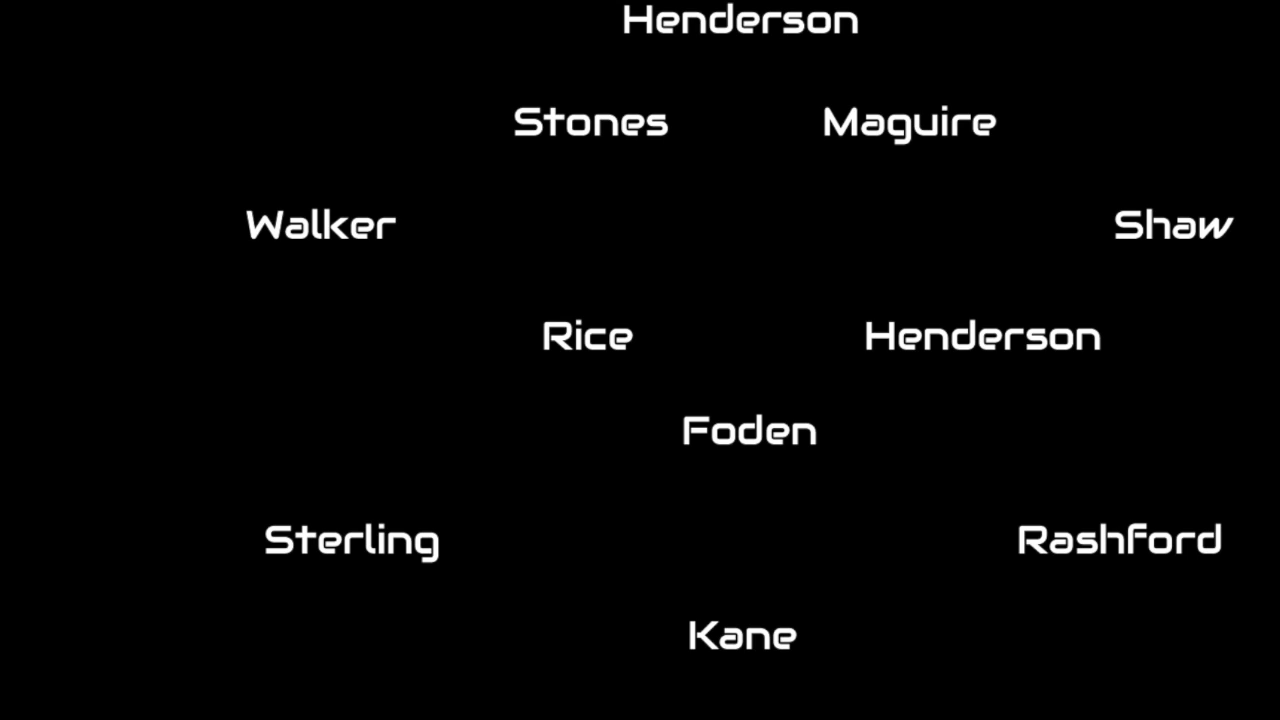 Henderson
Stones Maguire
Walker Shaw
Rice Henderson
Foden
Sterling Rashford
Kane